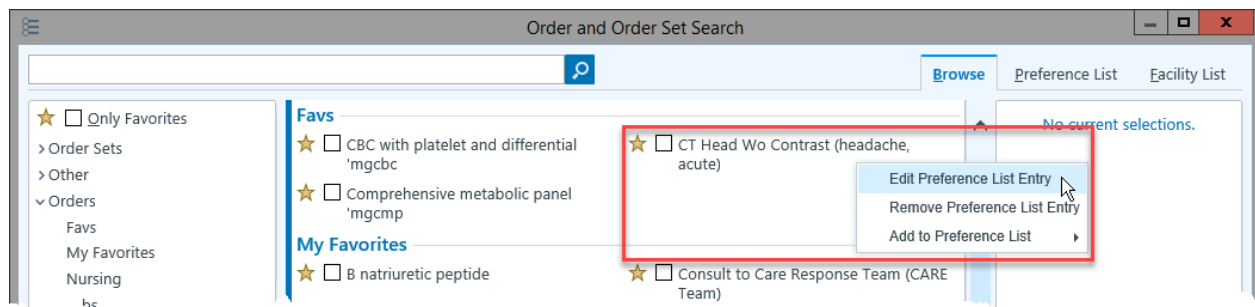 Order and Order Set Search
Browse
Preference List
Facility List
Only Favorites
Order Sets
Other
Orders
Favs
My Favorites
Nursing
Favs
CBC with platelet and differential
'mgcbc
CT Head Wo Contrast (headache,
acute)
Comprehensive metabolic panel
'mgcmp
My Favorites
B natriuretic peptide
Consult to Care Response Team (CARE
Team)
Edit Preference List Entry
Remove Preference List Entry
Add to Preference List
No current selections.